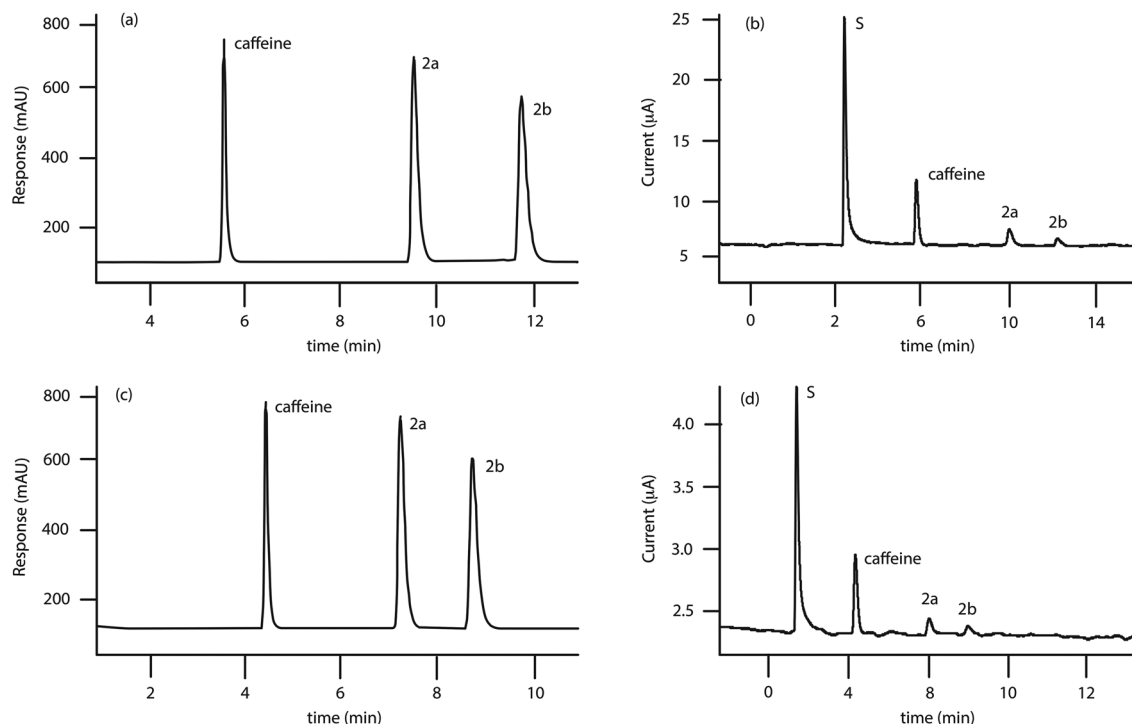 (a)
800
600
400
200
Response (mAU)
caffeine
2a
2b
4
6
8
10
12
time (min)
(b)
25
20
15
10
5
Current (μA)
S
caffeine
2a
2b
0
2
6
10
14
time (min)
(c)
800
600
400
200
Response (mAU)
caffeine
2a
2b
2
4
6
8
10
time (min)
(d)
4.0
3.5
3.0
2.5
Current (μA)
S
caffeine
2a
2b
0
4
8
10
12
time (min)